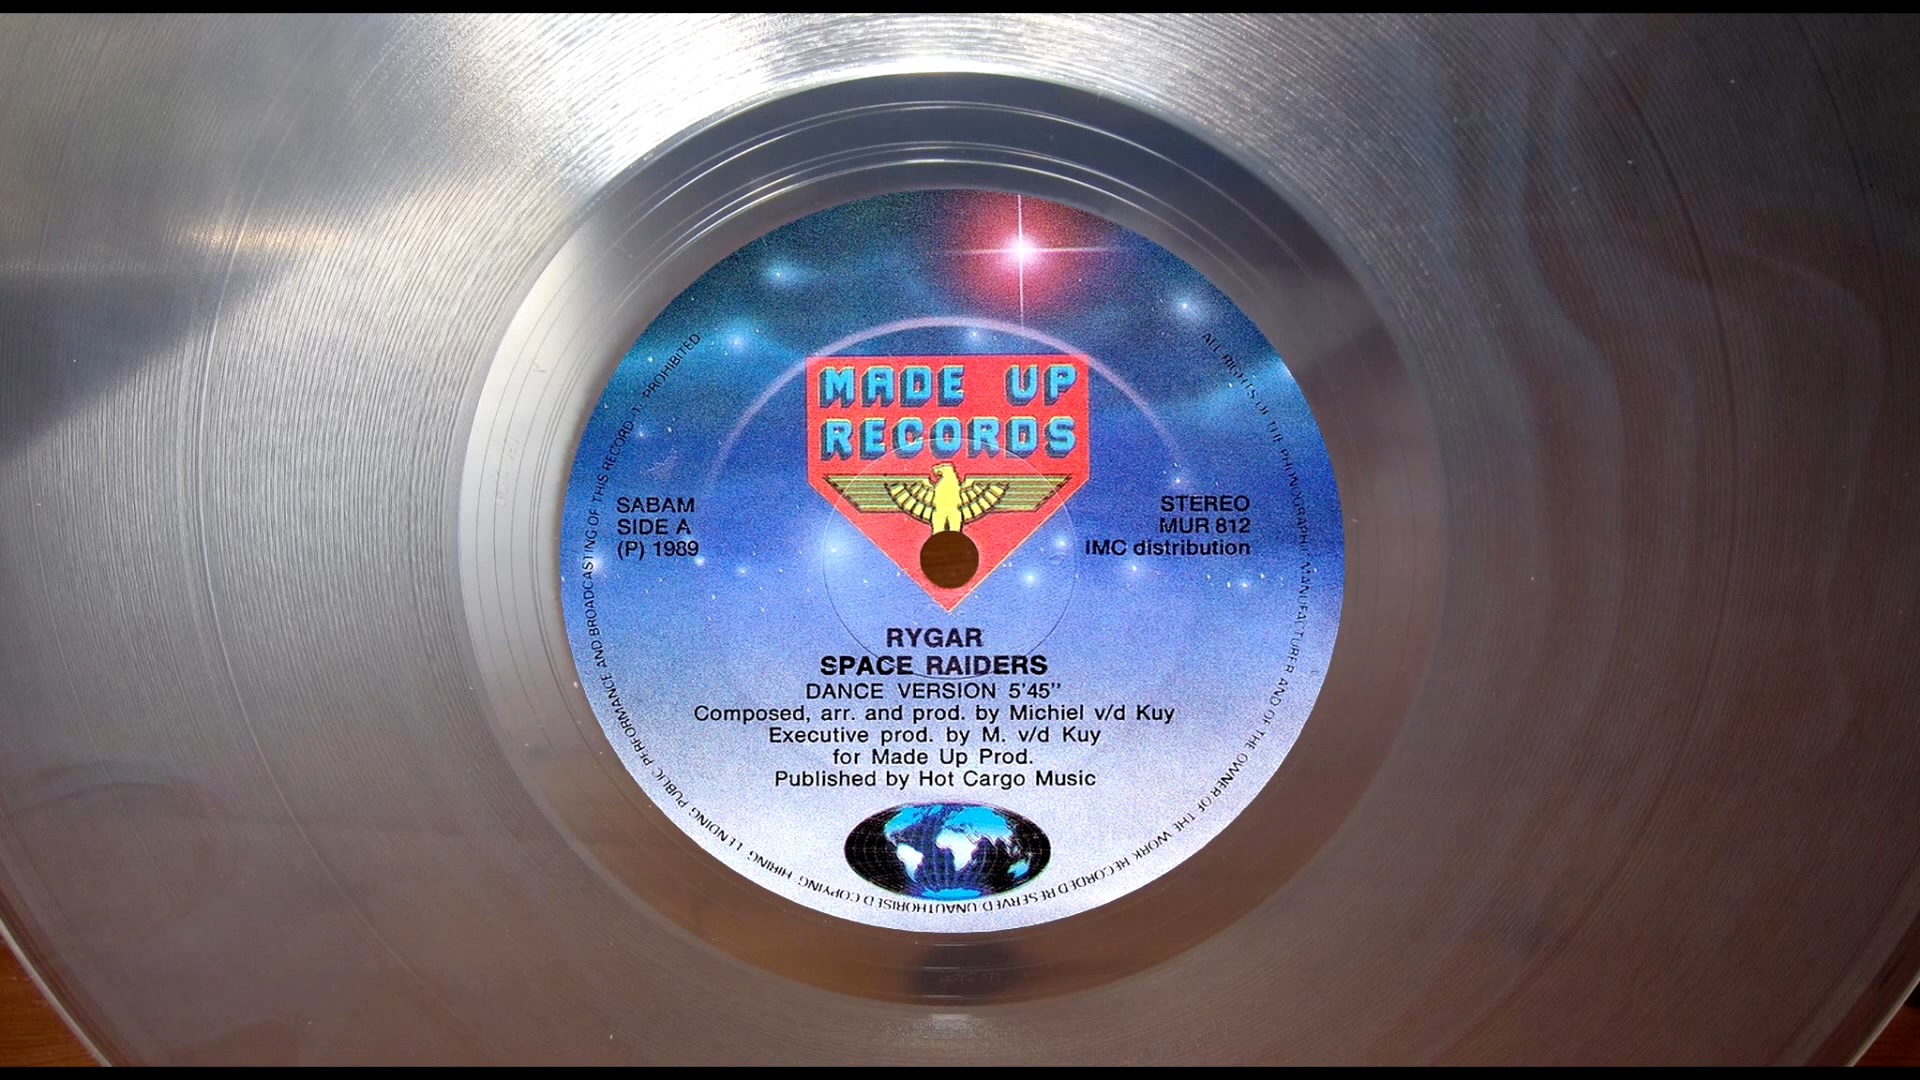 MADE UP
RECORDS
SABAM
SIDE A
(P) 1989
STEREO
MUR 812
IMC distribution
RYGAR
SPACE RAIDERS
DANCE VERSION 5'45''
Composed, arr. and prod. by Michiel v/d Kuy
Executive prod. by M. v/d Kuy
for Made Up Prod.
Published by Hot Cargo Music
ALL RIGHTS OF THE PHONOGRAPHIC MANUFACTURER AND OF THE OWNER OF THE WORK RECORDED RESERVED. UNAUTHORISED COPYING. HIRING. LENDING. PUBLIC PERFORMANCE AND BROADCASTING OF THIS RECORD PROHIBITED